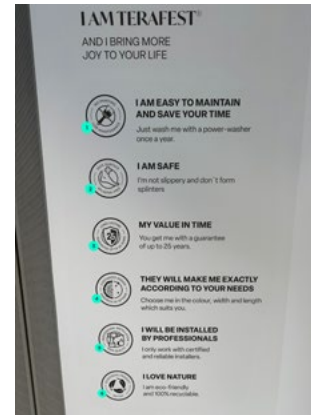 I AM TERAFEST®
AND I BRING MORE
JOY TO YOUR LIFE
I AM EASY TO MAINTAIN
AND SAVE YOUR TIME
Just wash me with a power-washer
once a year.
I AM SAFE
I'm not slippery and don´t form
splinters
MY VALUE IN TIME
You get me with a guarantee
of up to 25 years.
THEY WILL MAKE ME EXACTLY
ACCORDING TO YOUR NEEDS
Choose me in the colour, width and length
which suits you.
I WILL BE INSTALLED
BY PROFESSIONALS
I only work with certified
and reliable installers.
I LOVE NATURE
I am eco-friendly
and 100% recyclable.